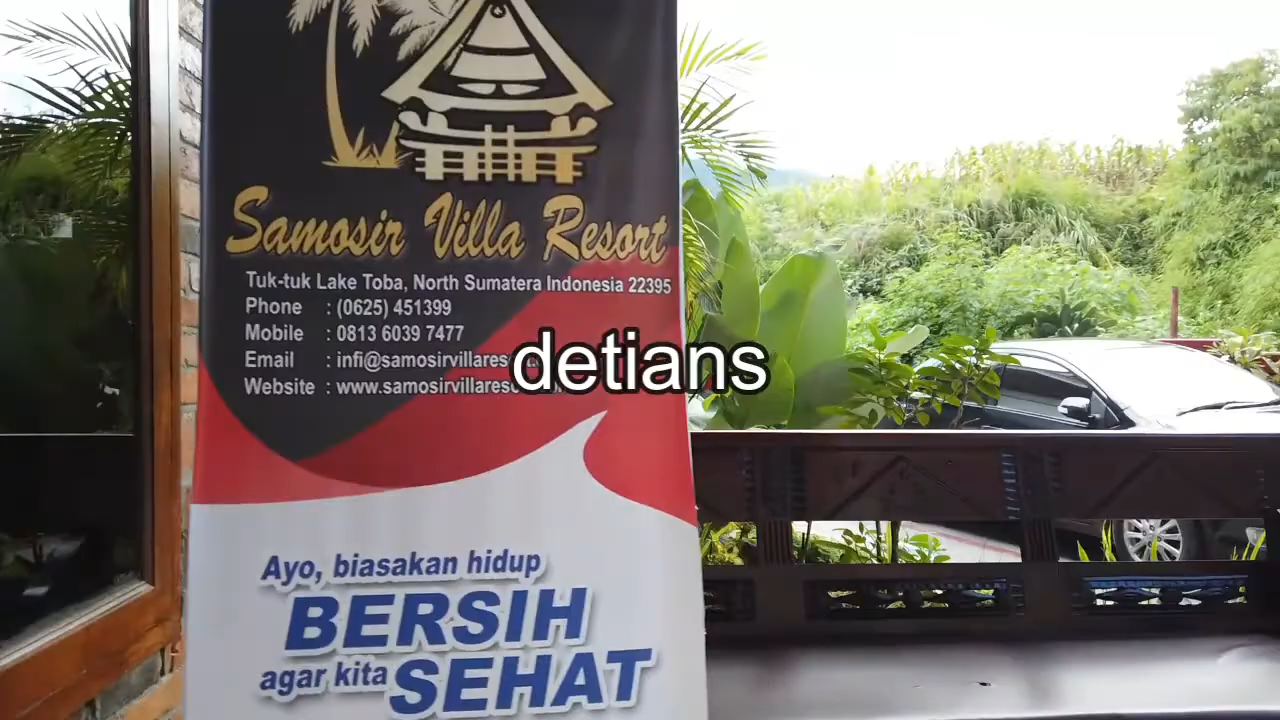 Samosir Villa Resort
Tuk-tuk Lake Toba, North Sumatera Indonesia 22395
Phone : (0625) 451399
Mobile : 0813 6039 7477
Email : infi@samosirvillares
Website : www.samosirvillares
detians
Ayo, biasakan hidup
BERSIH
agar kita SEHAT